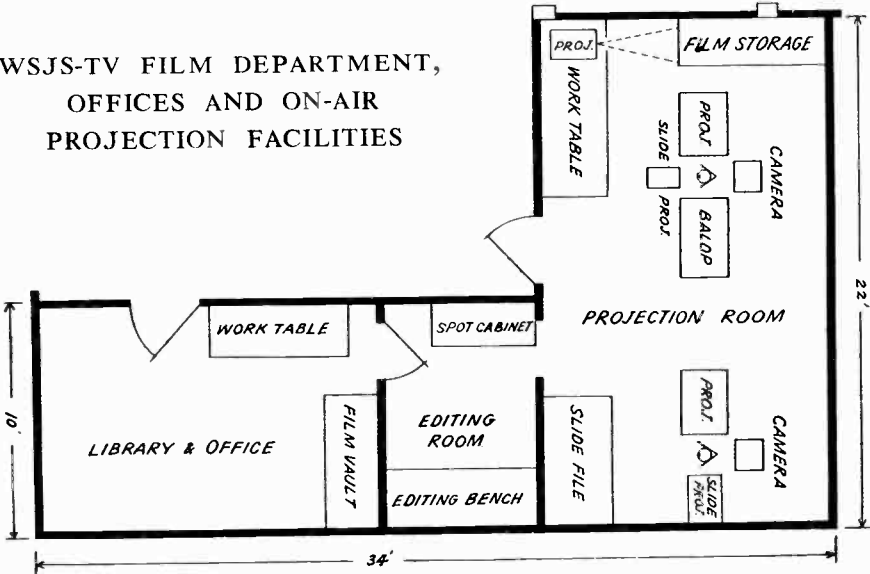 WSJS-TV FILM DEPARTMENT,
OFFICES AND ON-AIR
PROJECTION FACILITIES
PROJ.
FILM STORAGE
WORK TABLE
PROJ
SLIDE
PROJ.
CAMERA
BALOP
22'
PROJECTION ROOM
WORK TABLE
SPOT CABINET
10'
LIBRARY & OFFICE
FILM VAULT
EDITING
ROOM
EDITING BENCH
SLIDE FILE
PROJ.
CAMERA
SLIDE
PROJ.
34'